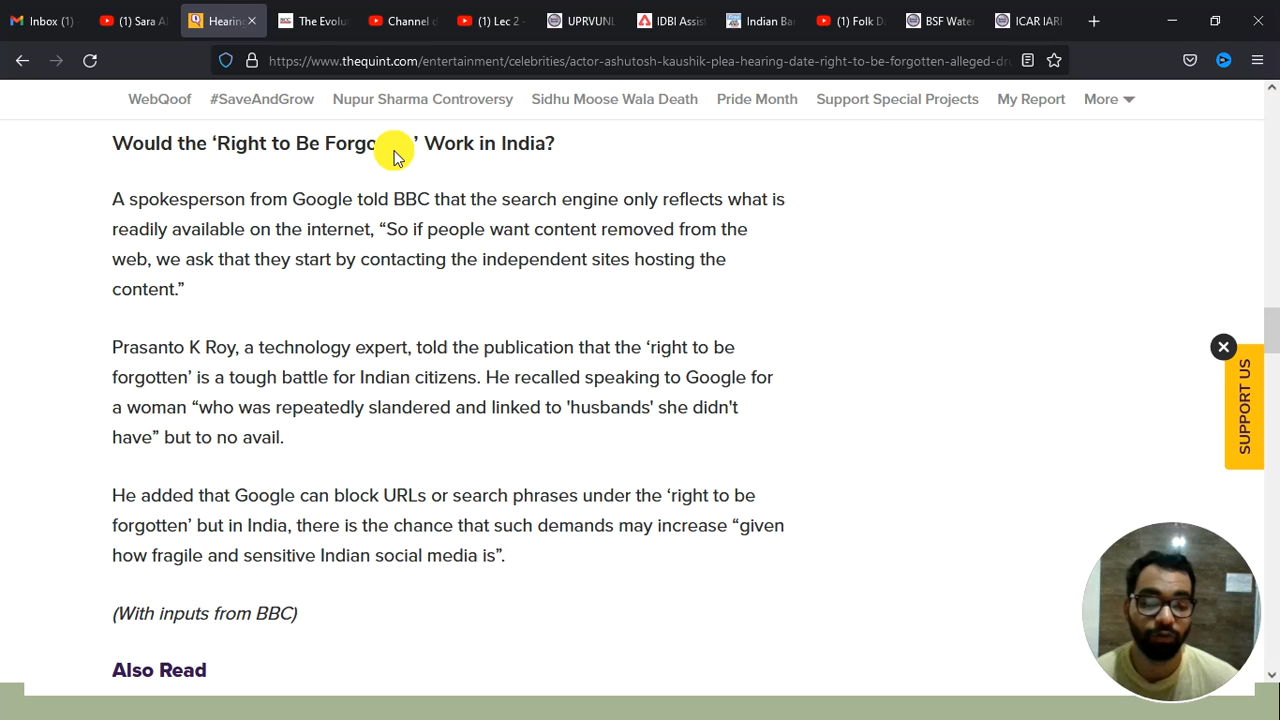 Inbox (1)
(1) Sara A
Hearin
The Evolu
Channel
(1) Lec 2 -
UPRVUNL
IDBI Assis
Indian Ba
(1) Folk D
BSF Wate
ICAR IARI
https://www.thequint.com/entertainment/celebrities/actor-ashutosh-kaushik-plea-hearing-date-right-to-be-forgotten-alleged-dr
WebQoof #SaveAndGrow Nupur Sharma Controversy Sidhu Moose Wala Death Pride Month Support Special Projects My Report More
Would the ‘Right to Be Forgo ’ Work in India?
A spokesperson from Google told BBC that the search engine only reflects what is
readily available on the internet, “So if people want content removed from the
web, we ask that they start by contacting the independent sites hosting the
content.”
Prasanto K Roy, a technology expert, told the publication that the ‘right to be
forgotten’ is a tough battle for Indian citizens. He recalled speaking to Google for
a woman “who was repeatedly slandered and linked to 'husbands' she didn't
have” but to no avail.
He added that Google can block URLs or search phrases under the ‘right to be
forgotten’ but in India, there is the chance that such demands may increase “given
how fragile and sensitive Indian social media is”.
(With inputs from BBC)
Also Read
SUPPORT US